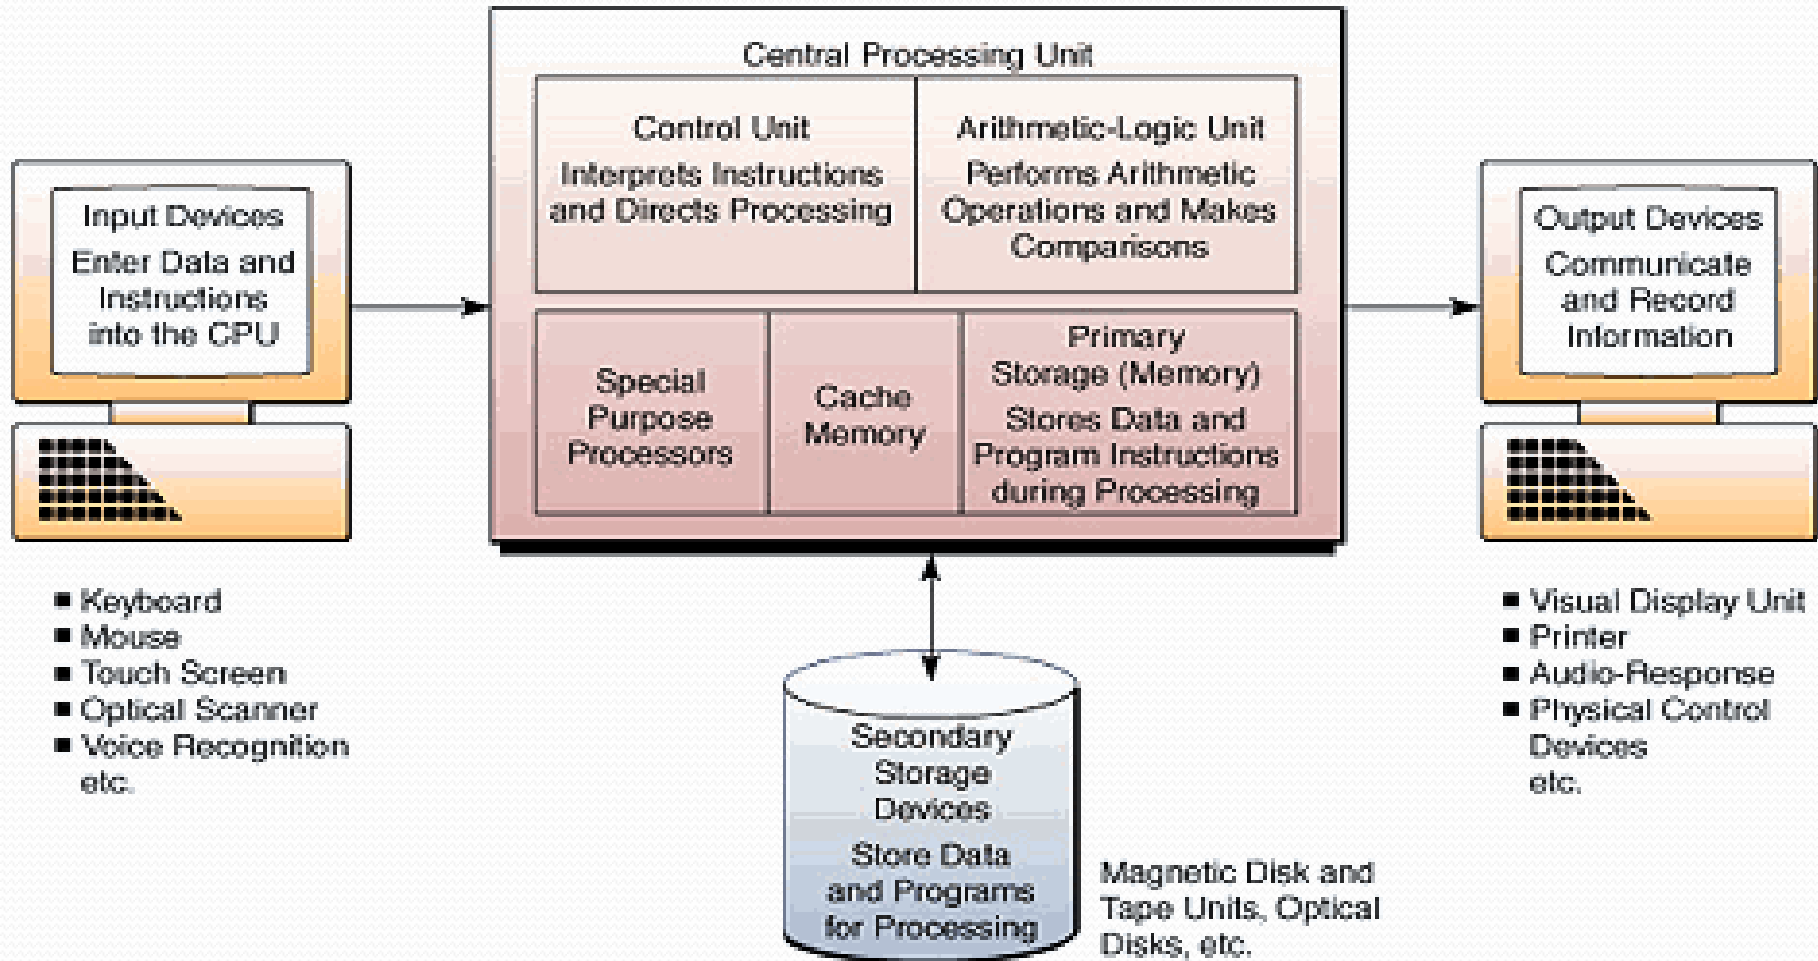 Central Processing Unit
Control Unit
Interprets Instructions
and Directs Processing
Arithmetic-Logic Unit
Performs Arithmetic
Operations and Makes
Comparisons
Input Devices
Enter Data and
Instructions
into the CPU
Special
Purpose
Processors
Cache
Memory
Primary
Storage (Memory)
Stores Data and
Program Instructions
during Processing
Output Devices
Communicate
and Record
Information
■ Keyboard
■ Mouse
■ Touch Screen
■ Optical Scanner
■ Voice Recognition
etc.
■ Visual Display Unit
■ Printer
■ Audio-Response
■ Physical Control
Devices
etc.
Secondary
Storage
Devices
Store Data
and Programs
for Processing
Magnetic Disk and
Tape Units, Optical
Disks, etc.